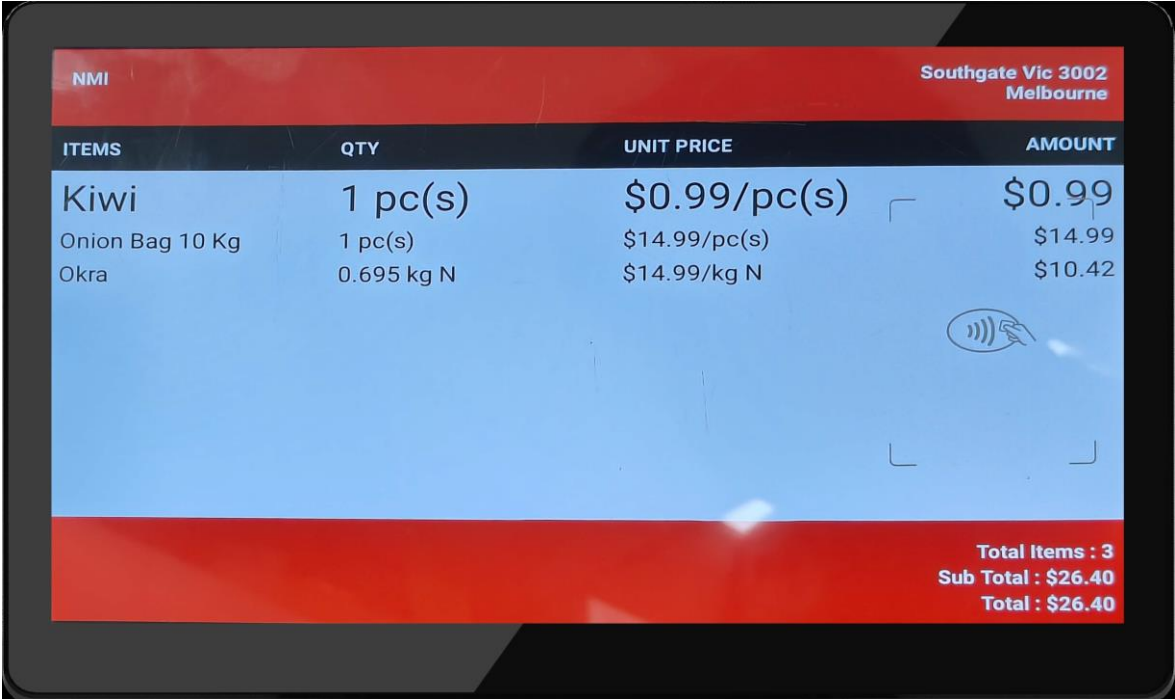 NMI
Southgate Vic 3002
Melbourne
ITEMS QTY UNIT PRICE AMOUNT
Kiwi 1 pc(s) $0.99/pc(s) $0.99
Onion Bag 10 Kg 1 pc(s) $14.99/pc(s) $14.99
Okra 0.695 kg N $14.99/kg N $10.42
Total Items : 3
Sub Total : $26.40
Total : $26.40